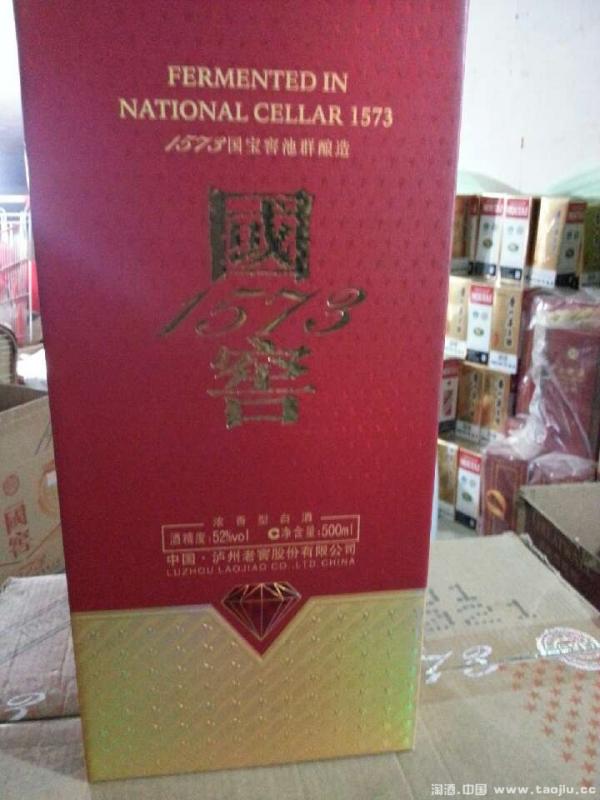 FERMENTED IN
NATIONAL CELLAR 1573
1573国宝窖池群酿造
國
1573
窖
浓香型白酒
酒精度:52%vol 净含量:500ml
中国·泸州老窖股份有限公司
LUZHOU LAOJIAO CO.,LTD.CHINA
國
窖
淘酒.中国 www.taojiu.cc